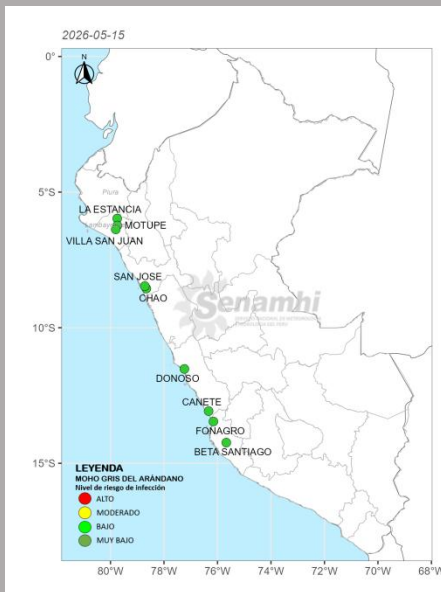 2026-05-15
N
0°
5°S
10°S
15°S
Piura
LA ESTANCIA
MOTUPE
VILLA SAN JUAN
SAN JOSE
CHAO
Senamhi
DONOSO
CANETE
FONAGRO
BETA SANTIAGO
LEYENDA
MOHO GRIS DEL ARÁNDANO
Nivel de riesgo de infección
ALTO
MODERADO
BAJO
MUY BAJO
80°W 78°W 76°W 74°W 72°W 70°W 68°W